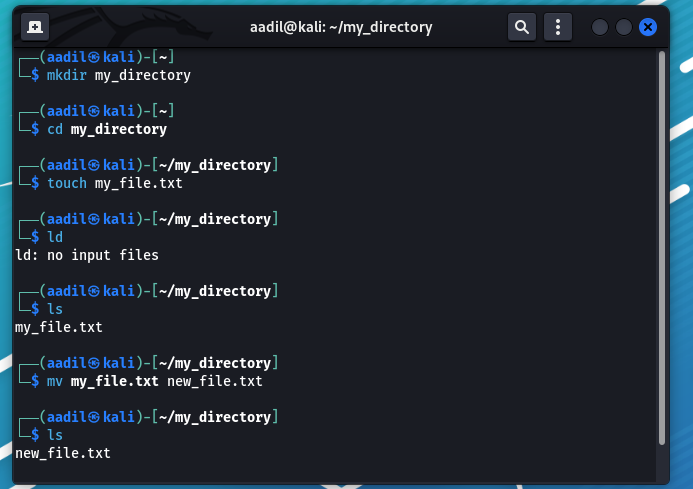 aadil@kali: ~/my_directory
┌──(aadil㉿kali)-[~]
└─$ mkdir my_directory
┌──(aadil㉿kali)-[~]
└─$ cd my_directory
┌──(aadil㉿kali)-[~/my_directory]
└─$ touch my_file.txt
┌──(aadil㉿kali)-[~/my_directory]
└─$ ld
ld: no input files
┌──(aadil㉿kali)-[~/my_directory]
└─$ ls
my_file.txt
┌──(aadil㉿kali)-[~/my_directory]
└─$ mv my_file.txt new_file.txt
┌──(aadil㉿kali)-[~/my_directory]
└─$ ls
new_file.txt